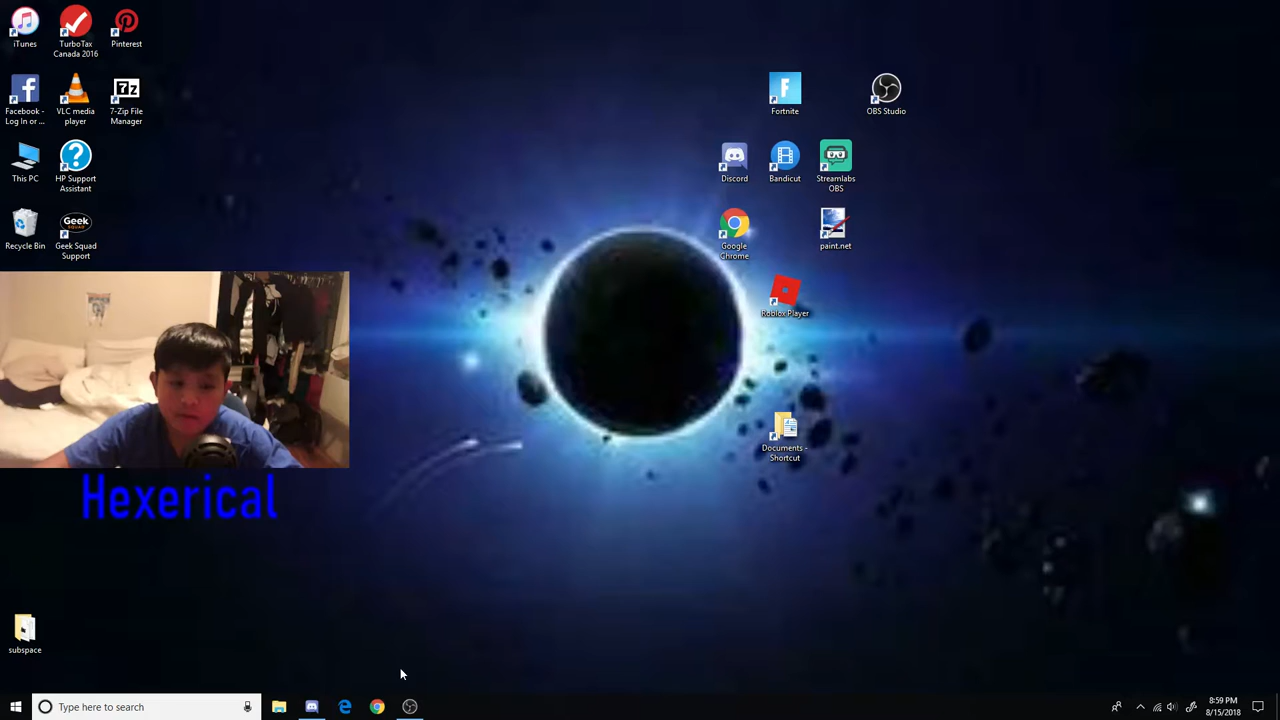 iTunes
TurboTax
Canada 2016
Pinterest
Facebook -
Log In or ...
VLC media
player
7z
7-Zip File
Manager
This PC
?
HP Support
Assistant
Recycle Bin
Geek
SQUAD
Geek Squad
Support
F
Fortnite
OBS Studio
Discord
Bandicut
Streamlabs
OBS
Google
Chrome
paint.net
Roblox Player
Documents -
Shortcut
Hexerical
subspace
Type here to search
8:59 PM
8/15/2018